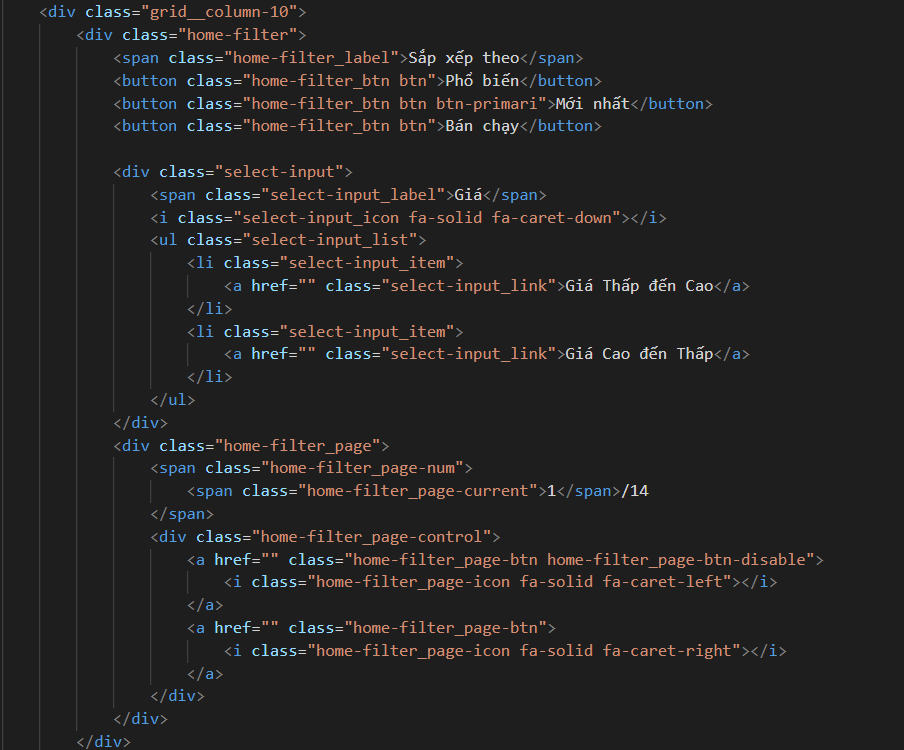 <div class="grid__column-10">
<div class="home-filter">
<span class="home-filter_label">Sắp xếp theo</span>
<button class="home-filter_btn btn">Phổ biến</button>
<button class="home-filter_btn btn btn-primari">Mới nhất</button>
<button class="home-filter_btn btn">Bán chạy</button>
<div class="select-input">
<span class="select-input_label">Giá</span>
<i class="select-input_icon fa-solid fa-caret-down"></i>
<ul class="select-input_list">
<li class="select-input_item">
<a href="" class="select-input_link">Giá Thấp đến Cao</a>
</li>
<li class="select-input_item">
<a href="" class="select-input_link">Giá Cao đến Thấp</a>
</li>
</ul>
</div>
<div class="home-filter_page">
<span class="home-filter_page-num">
<span class="home-filter_page-current">1</span>/14
</span>
<div class="home-filter_page-control">
<a href="" class="home-filter_page-btn home-filter_page-btn-disable">
<i class="home-filter_page-icon fa-solid fa-caret-left"></i>
</a>
<a href="" class="home-filter_page-btn">
<i class="home-filter_page-icon fa-solid fa-caret-right"></i>
</a>
</div>
</div>
</div>